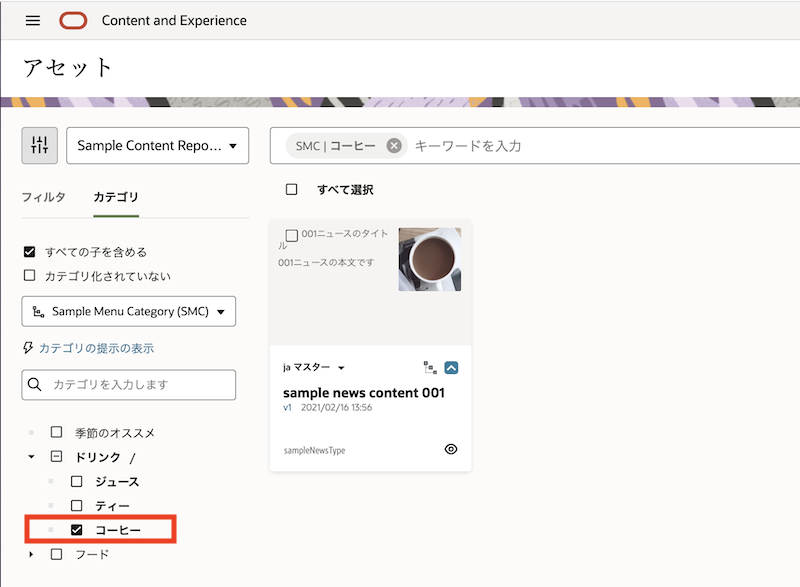 Content and Experience
アセット
Sample Content Repo...
SMC | コーヒー
キーワードを入力
フィルタ
カテゴリ
すべて選択
すべての子を含める
カテゴリ化されていない
Sample Menu Category (SMC)
カテゴリの提示の表示
カテゴリを入力します
季節のオススメ
ドリンク /
ジュース
ティー
コーヒー
フード
001ニュースのタイト
ル
001ニュースの本文です
ja マスター
sample news content 001
v1 2021/02/16 13:56
sampleNewsType